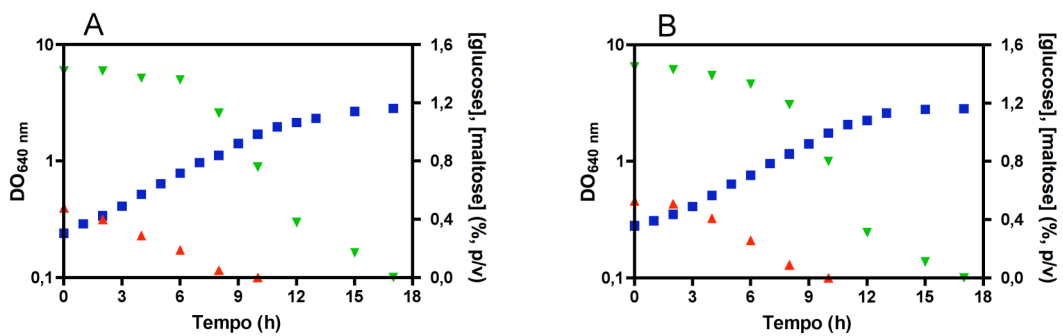 A
10
1
0,1
DO640 nm
1,6
1,2
0,8
0,4
0,0
[glucose], [maltose] (%, p/v)
0 3 6 9 12 15 18
Tempo (h)
B
10
1
0,1
DO640 nm
1,6
1,2
0,8
0,4
0,0
[glucose], [maltose] (%, p/v)
0 3 6 9 12 15 18
Tempo (h)